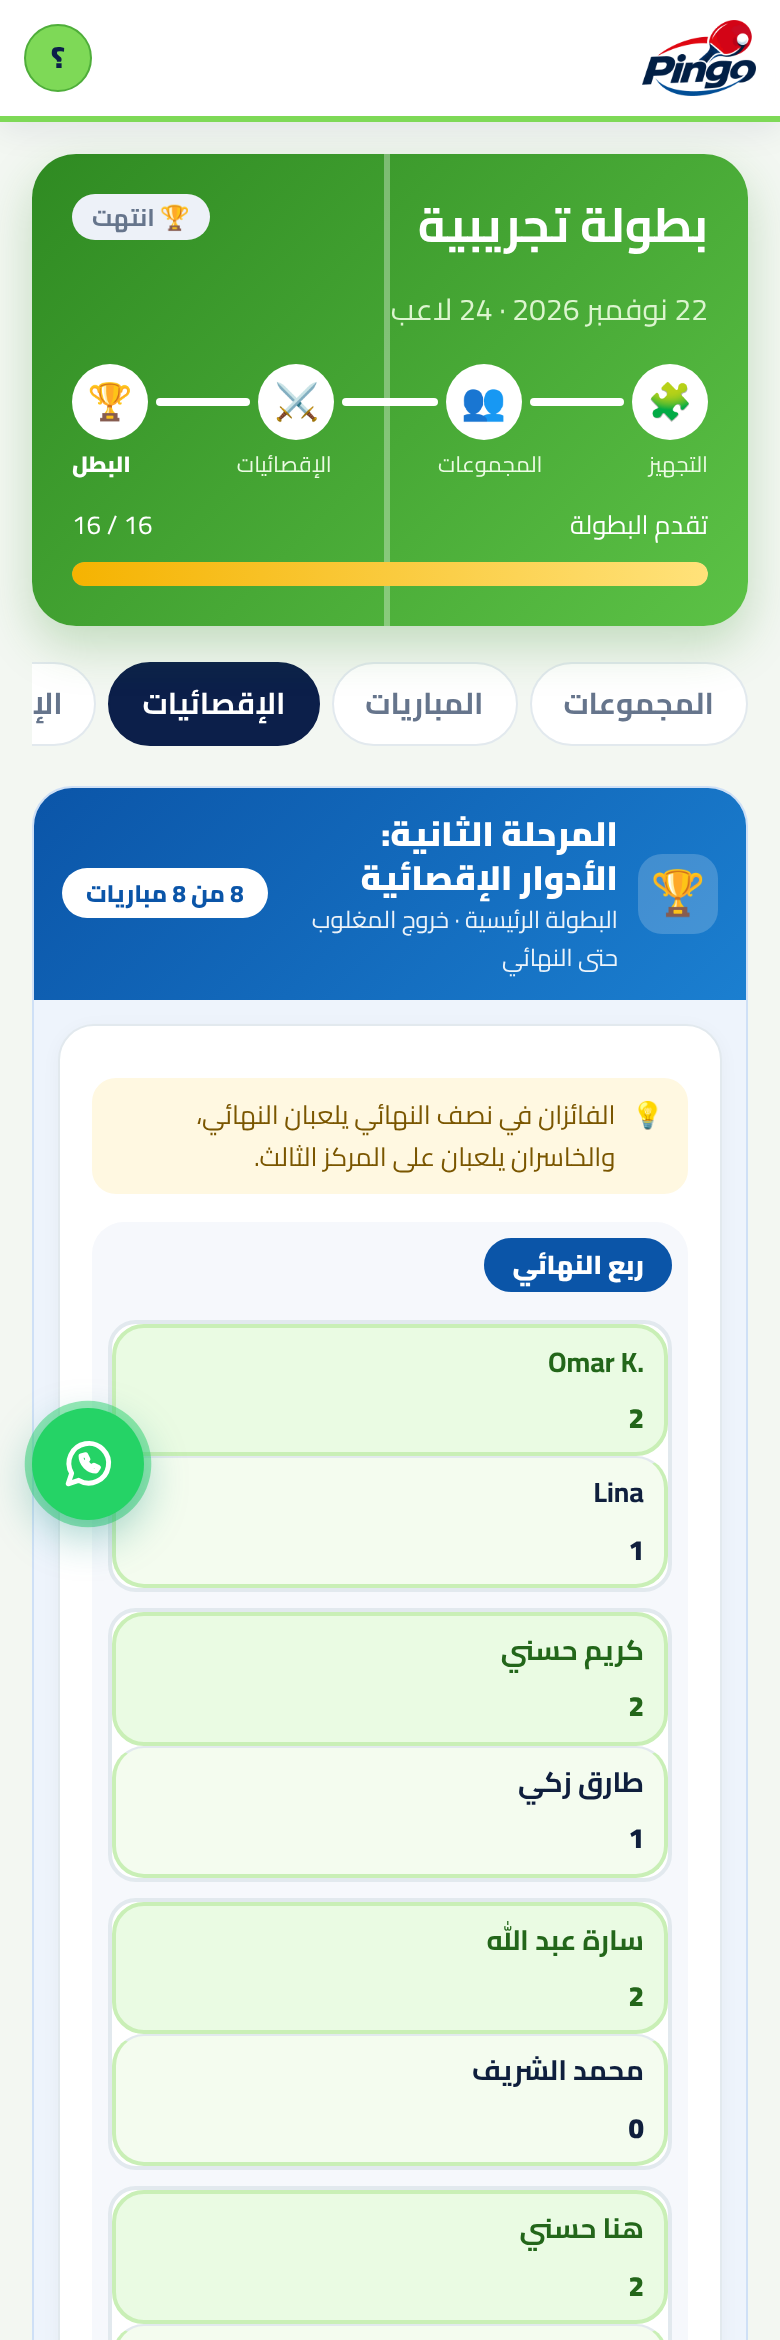 Pingo
؟
بطولة تجريبية
🏆 انتهت
22 نوفمبر 2026 · 24 لاعب
التجهيز
المجموعات
الإقصائيات
البطل
تقدم البطولة
16 / 16
المجموعات
المباريات
الإقصائيات
الإ
المرحلة الثانية:
الأدوار الإقصائية
البطولة الرئيسية · خروج المغلوب
حتى النهائي
8 من 8 مباريات
الفائزان في نصف النهائي يلعبان النهائي،
والخاسران يلعبان على المركز الثالث.
ربع النهائي
Omar K.
2
Lina
1
كريم حسني
2
طارق زكي
1
سارة عبد الله
2
محمد الشريف
0
هنا حسني
2